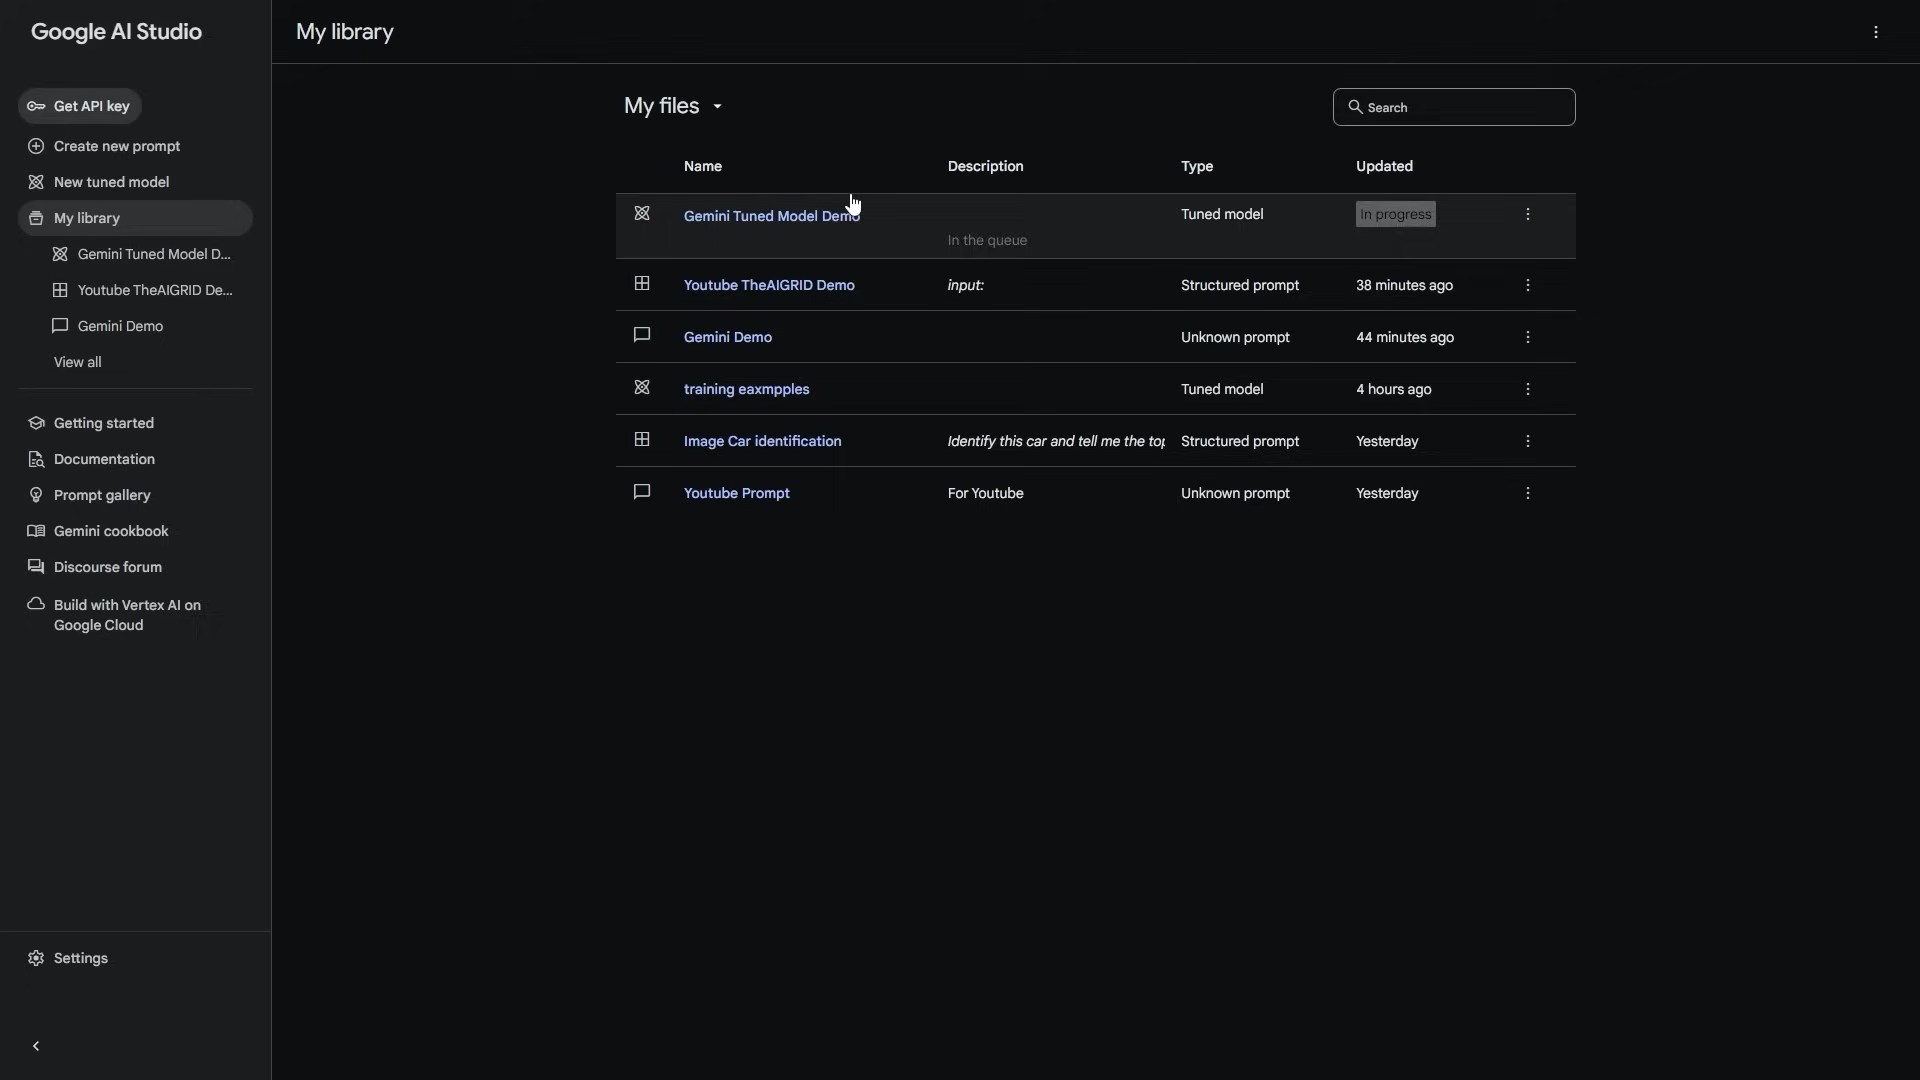 Google AI Studio
My library
Get API key
Create new prompt
New tuned model
My library
Gemini Tuned Model D...
Youtube TheAIGRID De...
Gemini Demo
View all
Getting started
Documentation
Prompt gallery
Gemini cookbook
Discourse forum
Build with Vertex AI on
Google Cloud
Settings
My files
Search
Name Description Type Updated
Gemini Tuned Model Demo Tuned model In progress
In the queue
Youtube TheAIGRID Demo input: Structured prompt 38 minutes ago
Gemini Demo Unknown prompt 44 minutes ago
training eaxmpples Tuned model 4 hours ago
Image Car identification Identify this car and tell me the top Structured prompt Yesterday
Youtube Prompt For Youtube Unknown prompt Yesterday